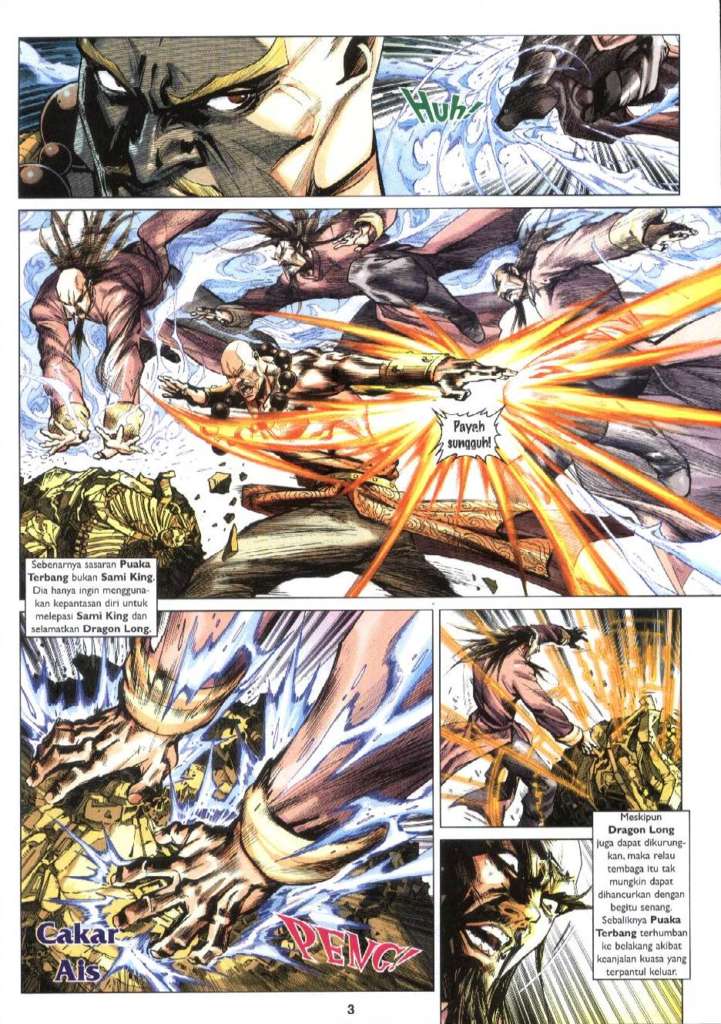 Huh!
Payah
sungguh!
Sebenarnya sasaran Puaka
Terbang bukan Sami King.
Dia hanya ingin mengguna-
kan kepantasan diri untuk
melepasi Sami King dan
selamatkan Dragon Long.
Cakar
Ais
PENG!
Meskipun
Dragon Long
juga dapat dikurung-
kan, maka relau
tembaga itu tak
mungkin dapat
dihancurkan dengan
begitu senang.
Sebaliknya Puaka
Terbang terhumban
ke belakang akibat
keanjalan kuasa yang
terpantul keluar.
3